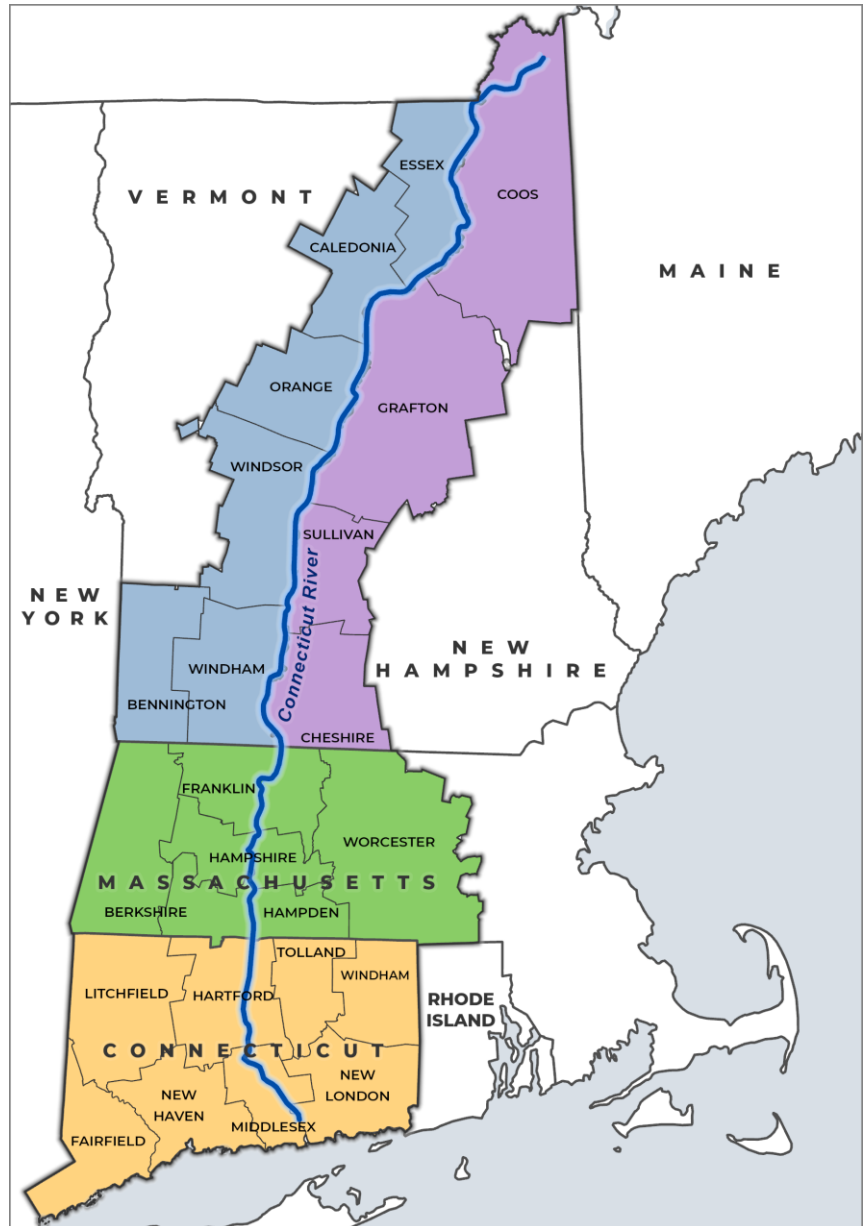 ESSEX
VERMONT
COOS
CALEDONIA
MAINE
ORANGE
GRAFTON
WINDSOR
SULLIVAN
NEW
YORK
Connecticut River
NEW
HAMPSHIRE
WINDHAM
BENNINGTON
CHESHIRE
FRANKLIN
WORCESTER
HAMPSHIRE
MASSACHUSETTS
BERKSHIRE
HAMPDEN
TOLLAND
WINDHAM
LITCHFIELD
HARTFORD
RHODE
ISLAND
CONNECTICUT
NEW
HAVEN
NEW
LONDON
MIDDLESEX
FAIRFIELD